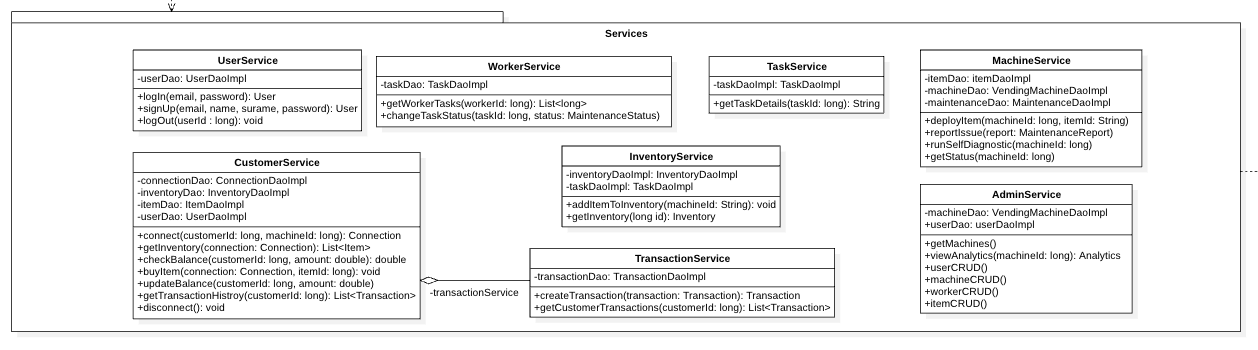 Services
UserService
-userDao: UserDaoImpl
+logIn(email, password): User
+signUp(email, name, surame, password): User
+logOut(userId : long): void
WorkerService
-taskDao: TaskDaoImpl
+getWorkerTasks(workerId: long): List<long>
+changeTaskStatus(taskId: long, status: MaintenanceStatus)
TaskService
-taskDaoImpl: TaskDaoImpl
+getTaskDetails(taskId: long): String
MachineService
-itemDao: itemDaoImpl
-machineDao: VendingMachineDaoImpl
-maintenanceDao: MaintenanceDaoImpl
+deployItem(machineId: long, itemId: String)
+reportIssue(report: MaintenanceReport)
+runSelfDiagnostic(machineId: long)
+getStatus(machineId: long)
CustomerService
-connectionDao: ConnectionDaoImpl
-inventoryDao: InventoryDaoImpl
-itemDao: ItemDaoImpl
-userDao: UserDaoImpl
+connect(customerId: long, machineId: long): Connection
+getInventory(connection: Connection): List<Item>
+checkBalance(customerId: long, amount: double): double
+buyItem(connection: Connection, itemId: long): void
+updateBalance(customerId: long, amount: double)
+getTransactionHistroy(customerId: long): List<Transaction>
+disconnect(): void
-transactionService
InventoryService
-inventoryDaoImpl: InventoryDaoImpl
-taskDaoImpl: TaskDaoImpl
+addItemToInventory(machineId: String): void
+getInventory(long id): Inventory
TransactionService
-transactionDao: TransactionDaoImpl
+createTransaction(transaction: Transaction): Transaction
+getCustomerTransactions(customerId: long): List<Transaction>
AdminService
-machineDao: VendingMachineDaoImpl
+userDao: userDaoImpl
+getMachines()
+viewAnalytics(machineId: long): Analytics
+userCRUD()
+machineCRUD()
+workerCRUD()
+itemCRUD()